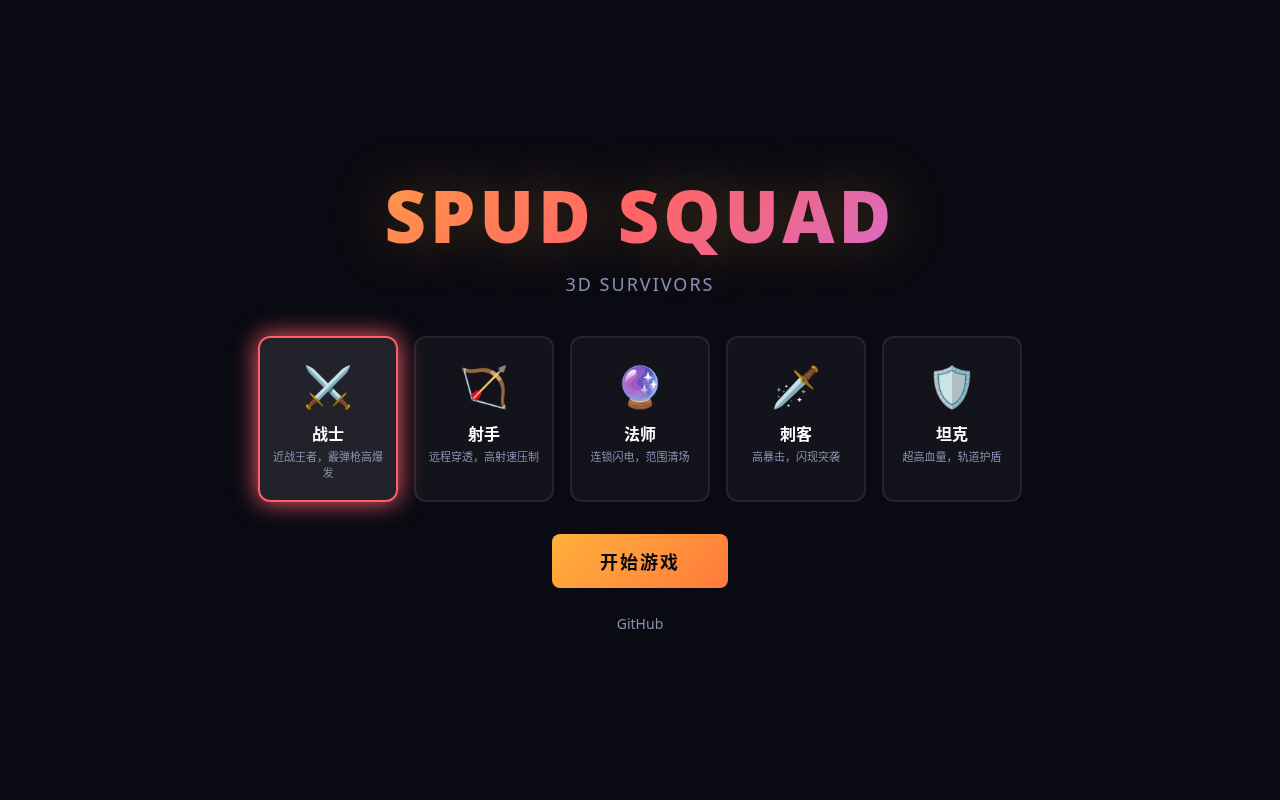 SPUD SQUAD
3D SURVIVORS
战士
近战王者，霰弹枪高爆
发
射手
远程穿透，高射速压制
法师
连锁闪电，范围清场
刺客
高暴击，闪现突袭
坦克
超高血量，轨道护盾
开始游戏
GitHub